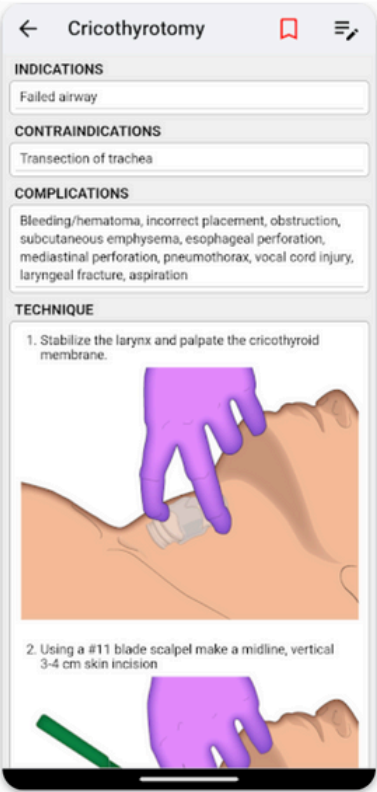 Cricothyrotomy
INDICATIONS
Failed airway
CONTRAINDICATIONS
Transection of trachea
COMPLICATIONS
Bleeding/hematoma, incorrect placement, obstruction,
subcutaneous emphysema, esophageal perforation,
mediastinal perforation, pneumothorax, vocal cord injury,
laryngeal fracture, aspiration
TECHNIQUE
1. Stabilize the larynx and palpate the cricothyroid
membrane.
2. Using a #11 blade scalpel make a midline, vertical
3-4 cm skin incision